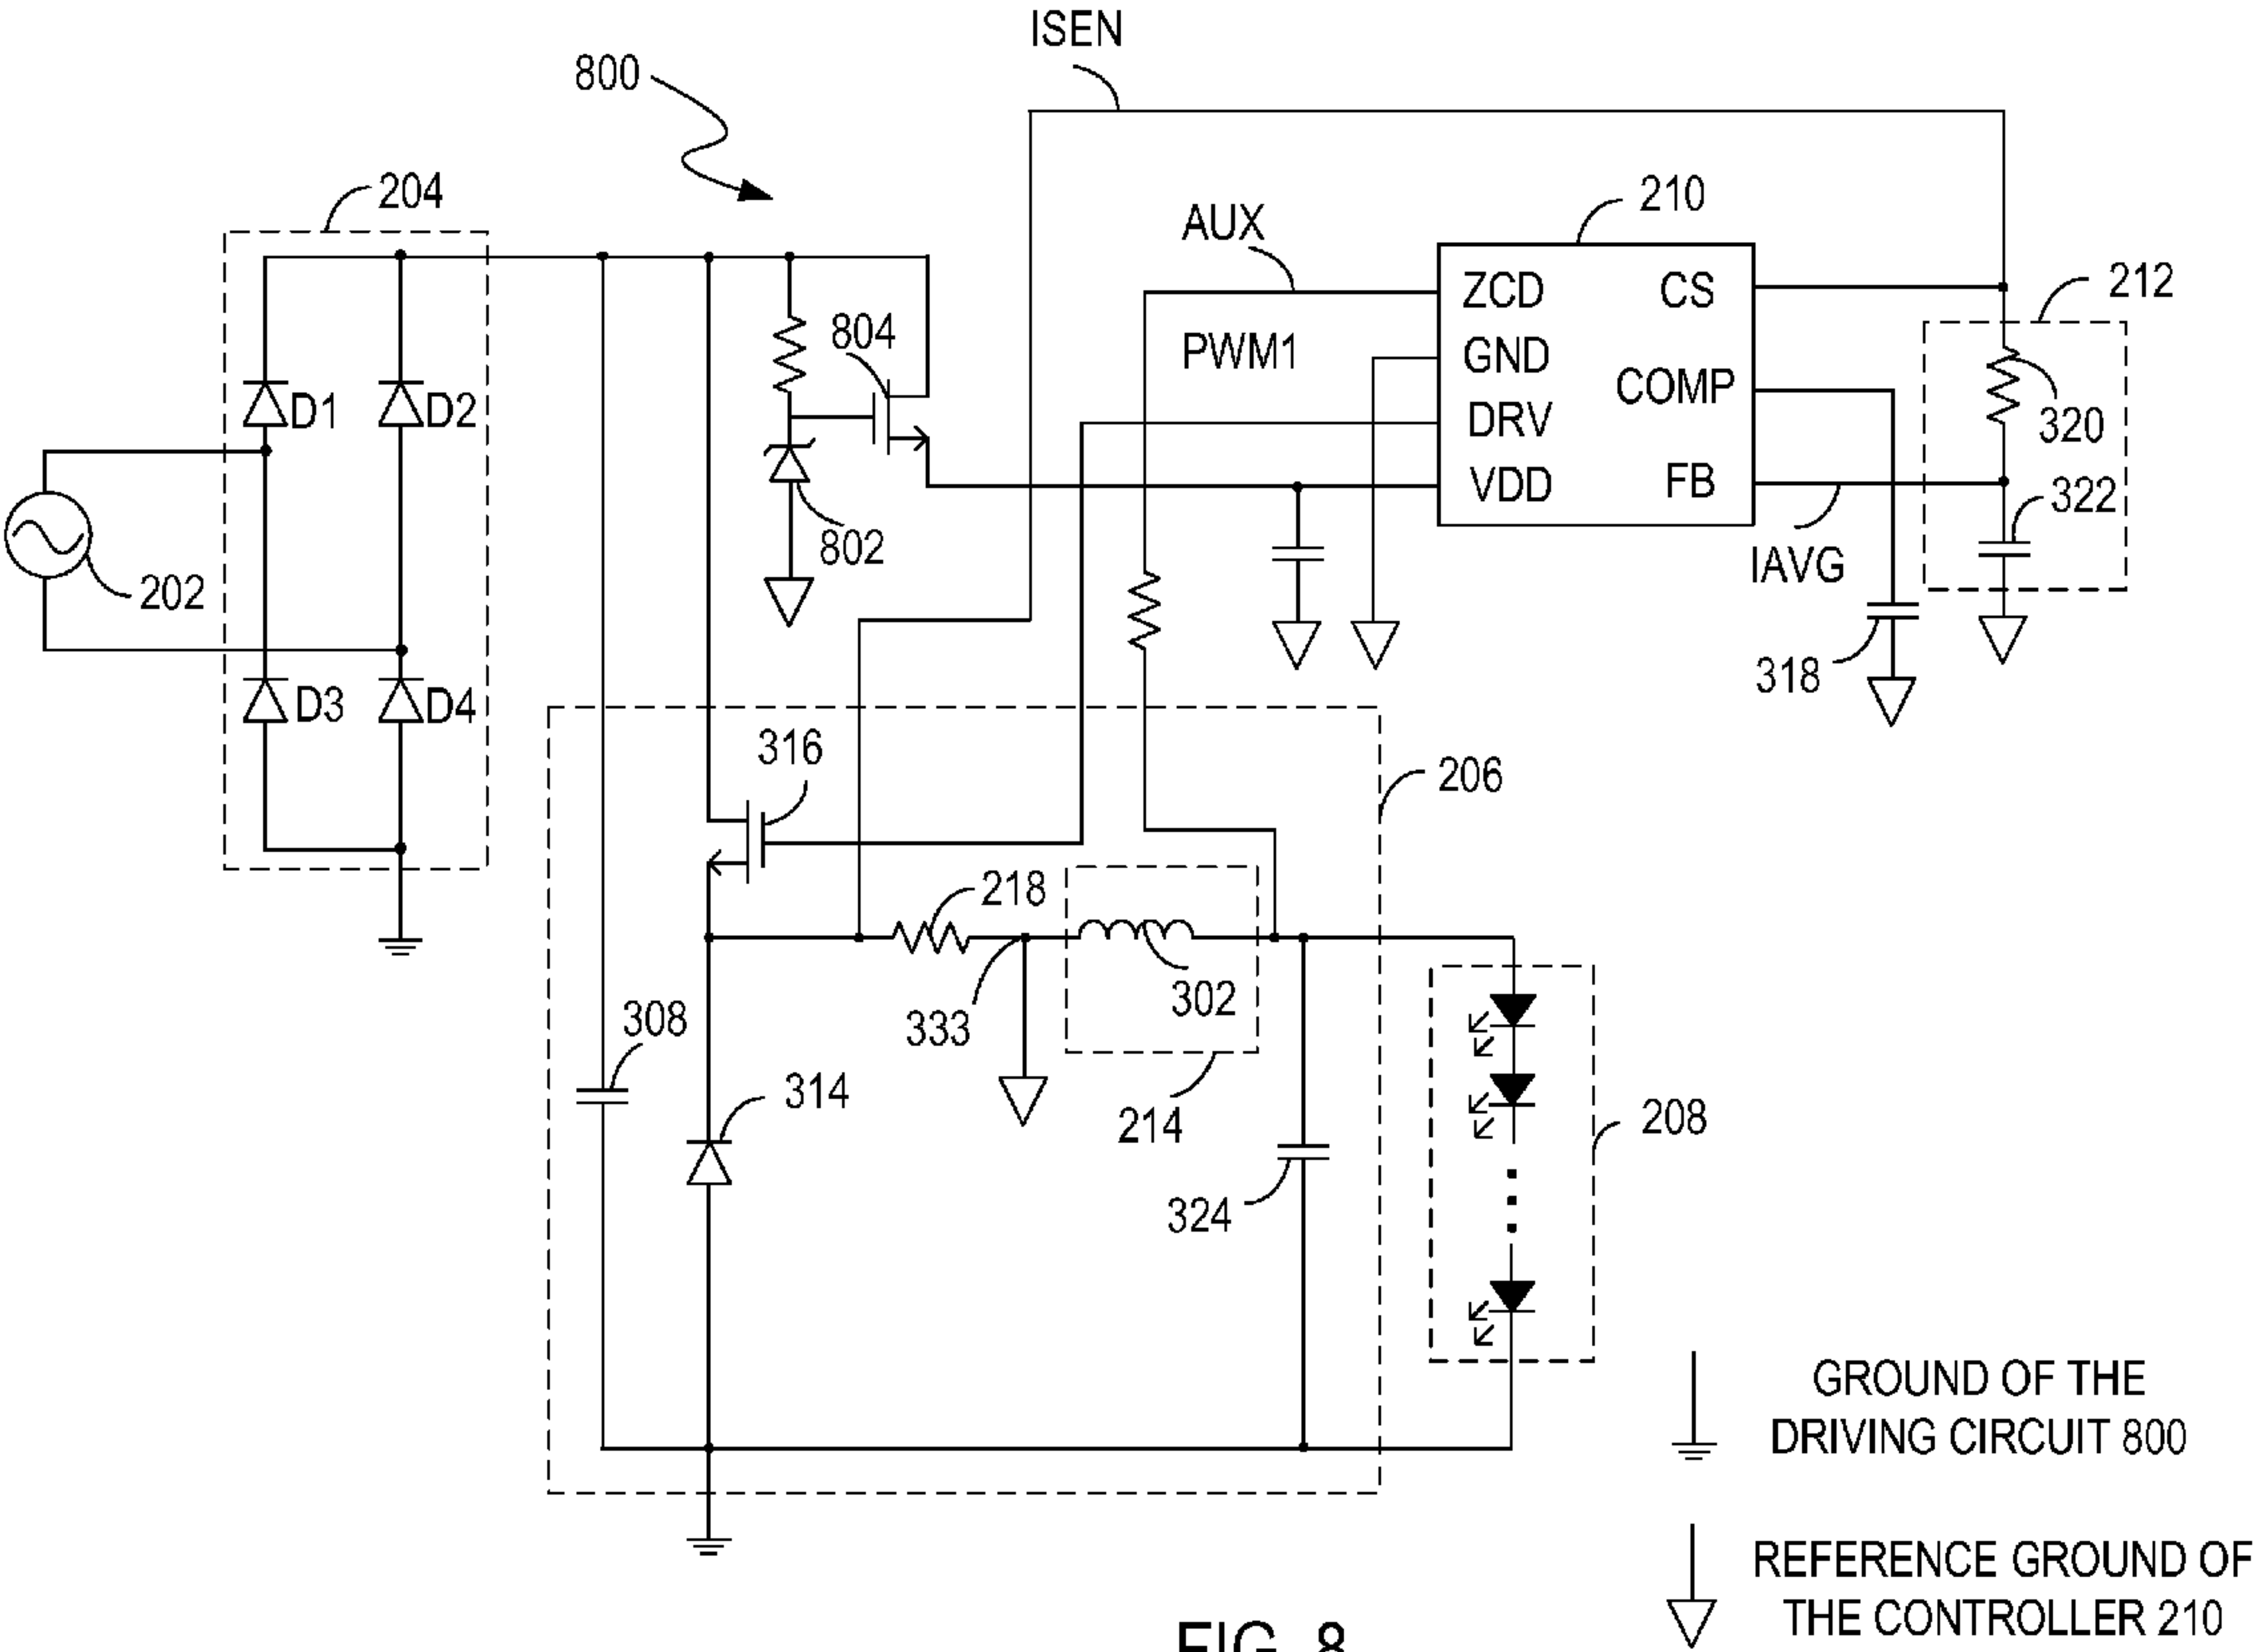 ISEN
800
204
AUX
210
212
ZCD
CS
PWM1
GND
804
COMP
DRV
320
D1
D2
VDD
FB
322
802
IAVG
202
318
D3
D4
316
206
218
302
308
333
314
214
208
324
GROUND OF THE
DRIVING CIRCUIT 800
REFERENCE GROUND OF
THE CONTROLLER 210
FIG. 8